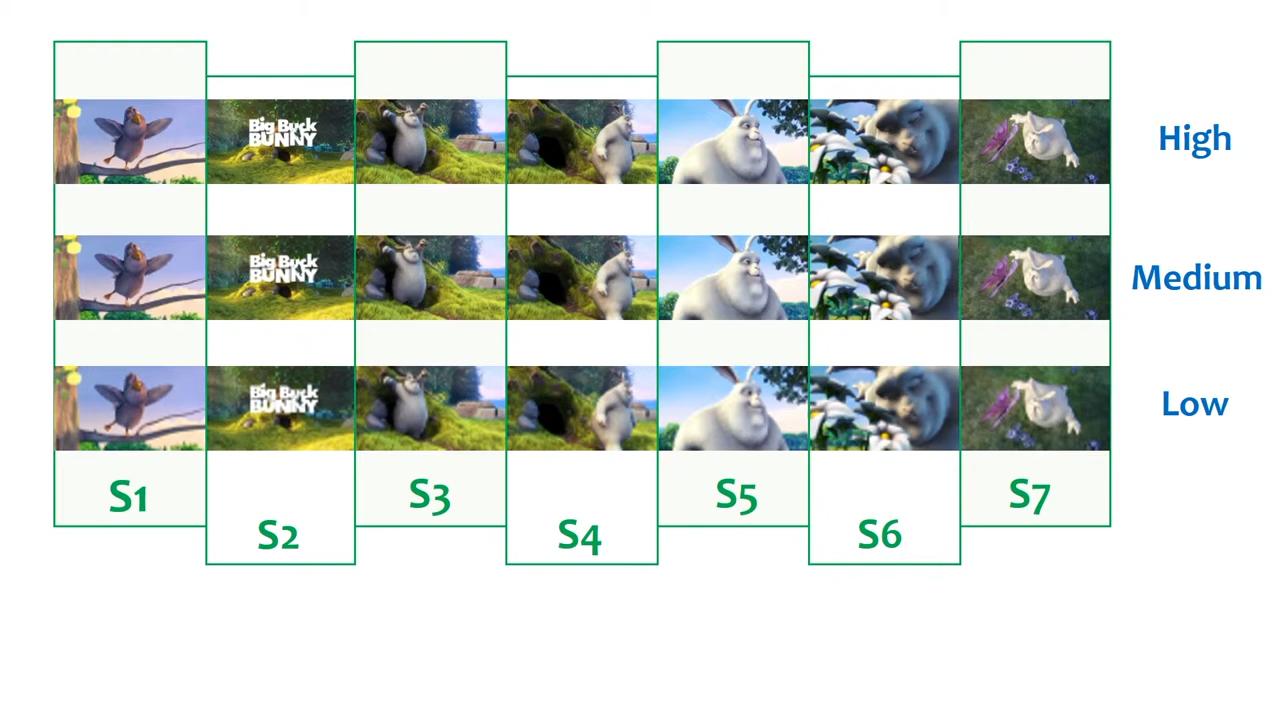 Big Buck
BUNNY
High
Big Buck
BUNNY
Medium
Big Buck
BUNNY
Low
S1
S2
S3
S4
S5
S6
S7